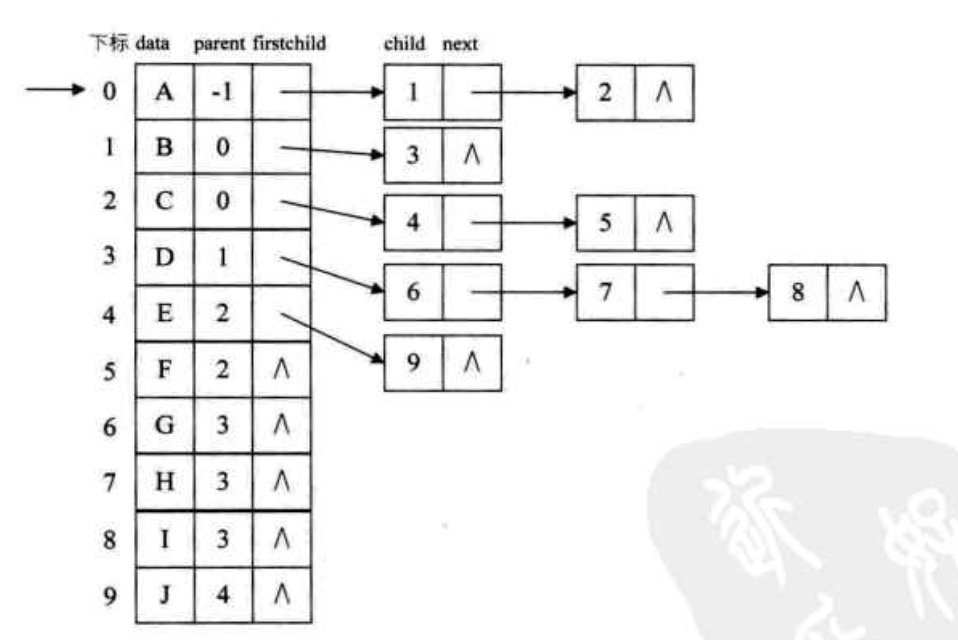 下标 data parent firstchild child next
0 A -1 1 2 Λ
1 B 0 3 Λ
2 C 0 4 5 Λ
3 D 1 6 7 8 Λ
4 E 2 9 Λ
5 F 2 Λ
6 G 3 Λ
7 H 3 Λ
8 I 3 Λ
9 J 4 Λ